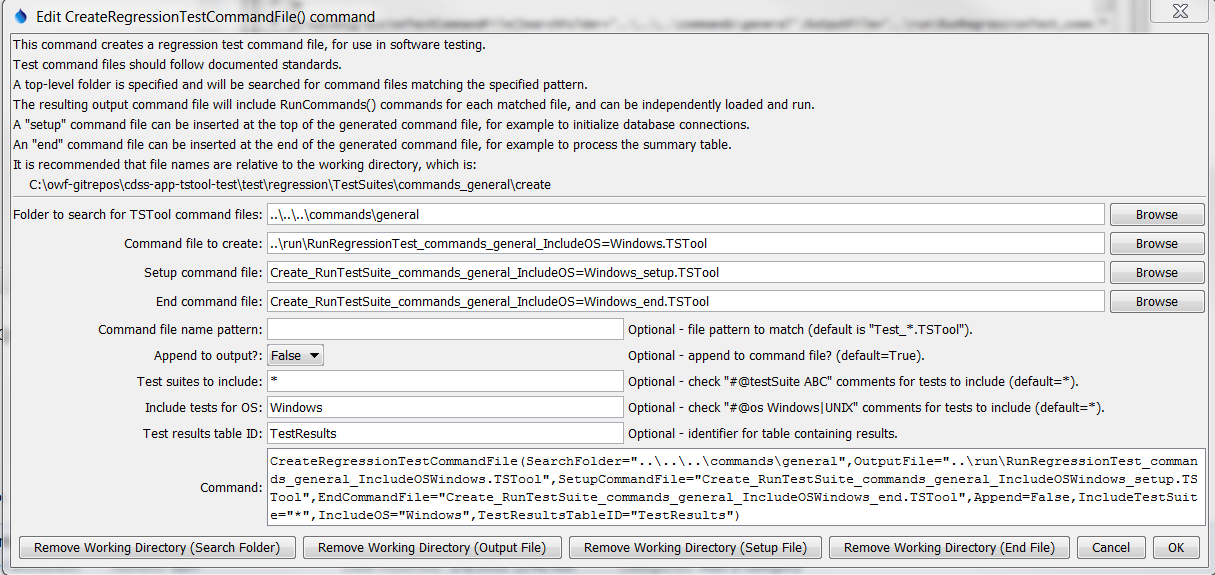 Edit CreateRegressionTestCommandFile() command
This command creates a regression test command file, for use in software testing.
Test command files should follow documented standards.
A top-level folder is specified and will be searched for command files matching the specified pattern.
The resulting output command file will include RunCommands() commands for each matched file, and can be independently loaded and run.
A "setup" command file can be inserted at the top of the generated command file, for example to initialize database connections.
An "end" command file can be inserted at the end of the generated command file, for example to process the summary table.
It is recommended that file names are relative to the working directory, which is:
C:\owf-gitrepos\cdss-app-tstool-test\test\regression\TestSuites\commands_general\create
Folder to search for TSTool command files: ..\..\..\commands\general Browse
Command file to create: ..\run\RunRegressionTest_commands_general_IncludeOS=Windows.TSTool Browse
Setup command file: Create_RunTestSuite_commands_general_IncludeOS=Windows_setup.TSTool Browse
End command file: Create_RunTestSuite_commands_general_IncludeOS=Windows_end.TSTool Browse
Command file name pattern: Optional - file pattern to match (default is "Test_*.TSTool").
Append to output?: False Optional - append to command file? (default=True).
Test suites to include: * Optional - check "#@testSuite ABC" comments for tests to include (default=*).
Include tests for OS: Windows Optional - check "#@os Windows|UNIX" comments for tests to include (default=*).
Test results table ID: TestResults Optional - identifier for table containing results.
Command: CreateRegressionTestCommandFile(SearchFolder="..\..\..\commands\general",OutputFile="..\run\RunRegressionTest_comman
ds_general_IncludeOSWindows.TSTool",SetupCommandFile="Create_RunTestSuite_commands_general_IncludeOSWindows_setup.TS
Tool",EndCommandFile="Create_RunTestSuite_commands_general_IncludeOSWindows_end.TSTool",Append=False,IncludeTestSuit
e="*",IncludeOS="Windows",TestResultsTableID="TestResults")
Remove Working Directory (Search Folder) Remove Working Directory (Output File) Remove Working Directory (Setup File) Remove Working Directory (End File) Cancel OK